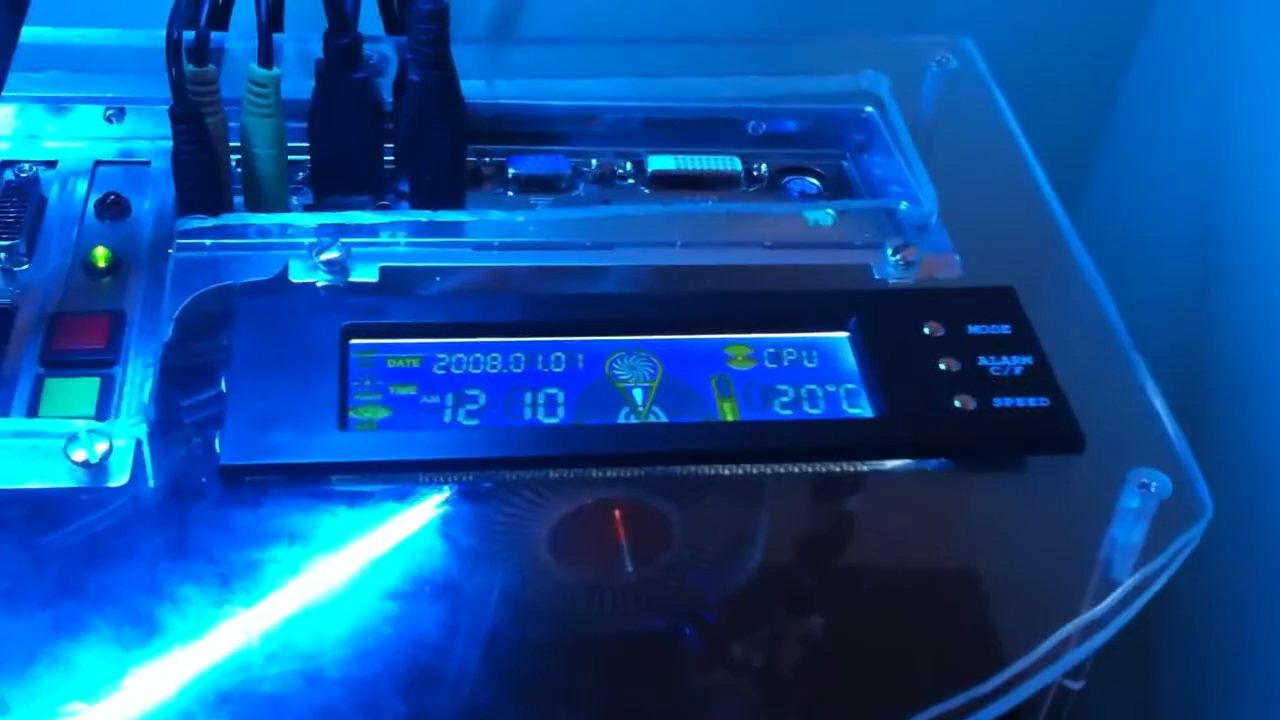 DATE 2008.01.01
TIME AM 12 10
CPU
20°C
MODE
ALARM
C/F
SPEED